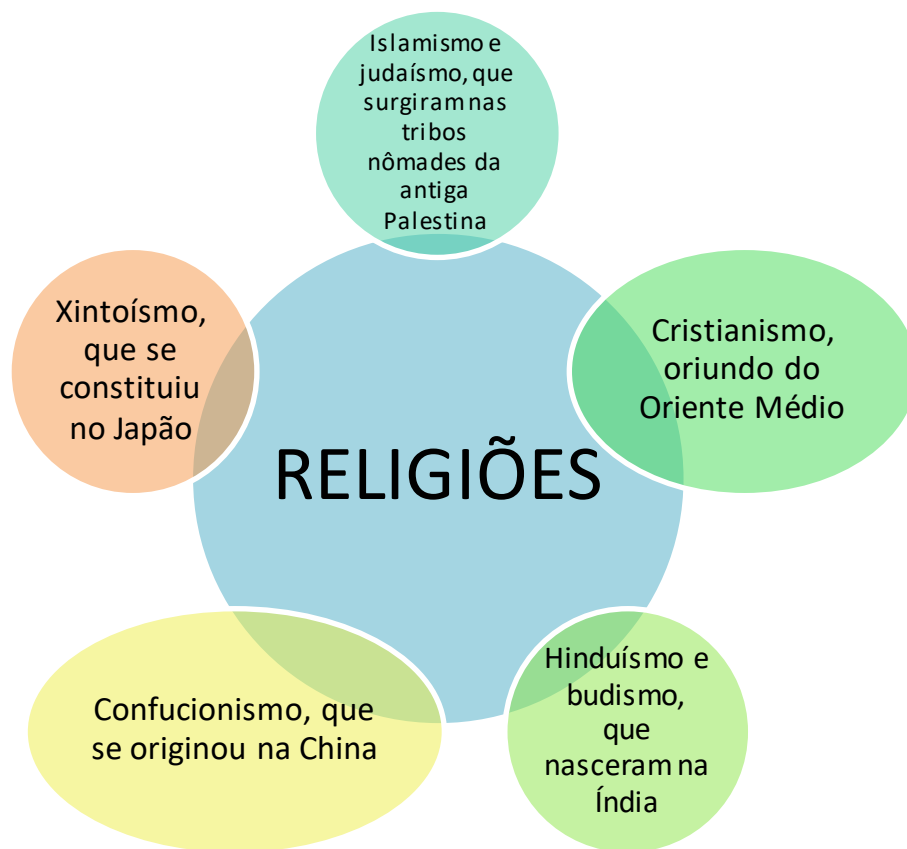 Islamismo e
judaísmo, que
surgiram nas
tribos
nômades da
antiga
Palestina
Xintoísmo,
que se
constituiu
no Japão
Cristianismo,
oriundo do
Oriente Médio
RELIGIÕES
Confucionismo, que
se originou na China
Hinduísmo e
budismo,
que
nasceram na
Índia